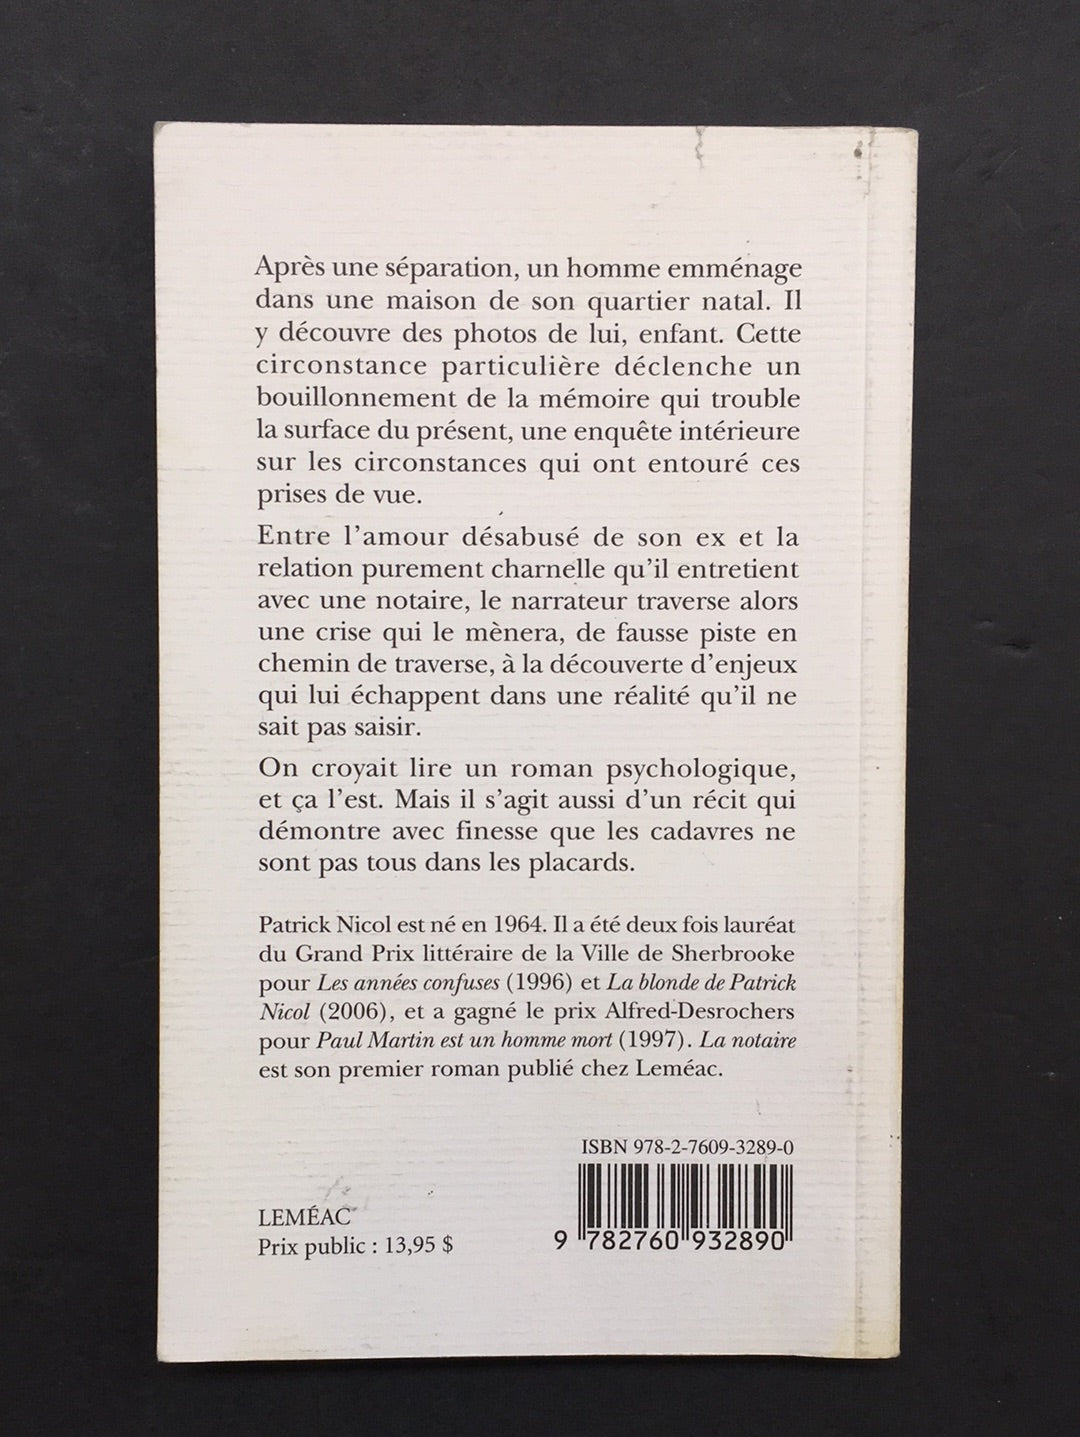 Après une séparation, un homme emménage
dans une maison de son quartier natal. Il
y découvre des photos de lui, enfant. Cette
circonstance particulière déclenche un
bouillonnement de la mémoire qui trouble
la surface du présent, une enquête intérieure
sur les circonstances qui ont entouré ces
prises de vue.
Entre l'amour désabusé de son ex et la
relation purement charnelle qu'il entretient
avec une notaire, le narrateur traverse alors
une crise qui le mènera, de fausse piste en
chemin de traverse, à la découverte d'enjeux
qui lui échappent dans une réalité qu'il ne
sait pas saisir.
On croyait lire un roman psychologique,
et ça l'est. Mais il s'agit aussi d'un récit qui
démontre avec finesse que les cadavres ne
sont pas tous dans les placards.
Patrick Nicol est né en 1964. Il a été deux fois lauréat
du Grand Prix littéraire de la Ville de Sherbrooke
pour Les années confuses (1996) et La blonde de Patrick
Nicol (2006), et a gagné le prix Alfred-Desrochers
pour Paul Martin est un homme mort (1997). La notaire
est son premier roman publié chez Leméac.
ISBN 978-2-7609-3289-0
LEMÉAC
Prix public : 13,95 $
9 782760 932890